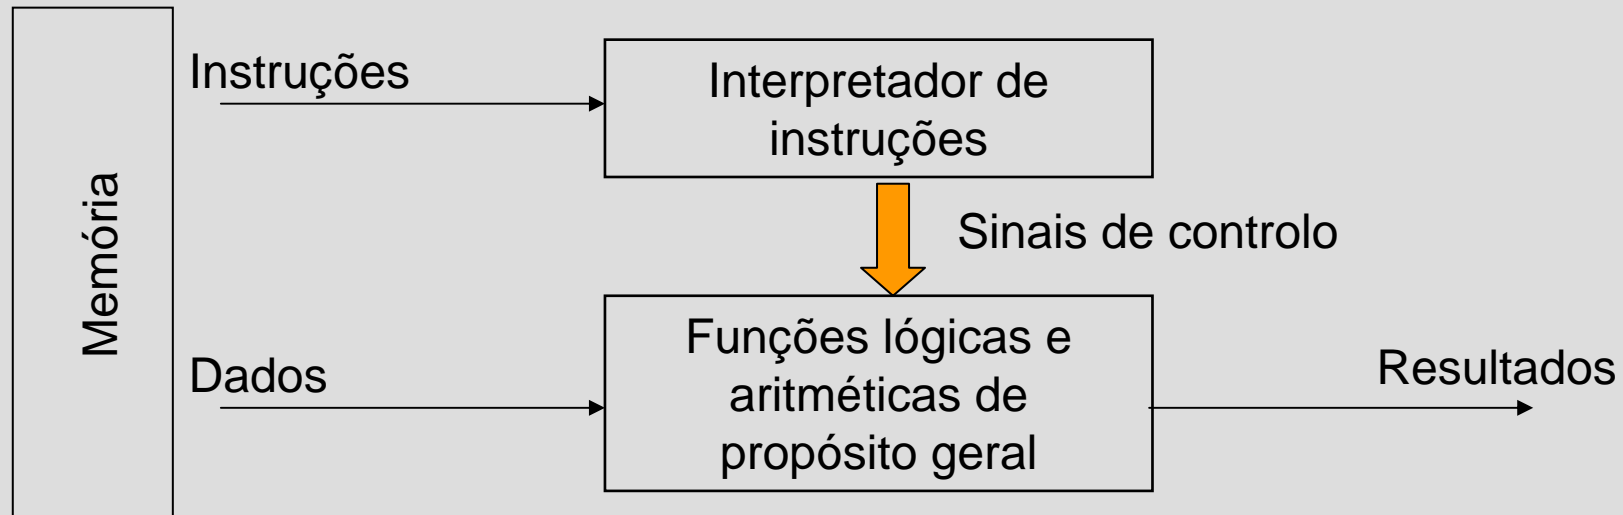 Memória
Instruções
Interpretador de
instruções
Sinais de controlo
Dados
Funções lógicas e
aritméticas de
propósito geral
Resultados